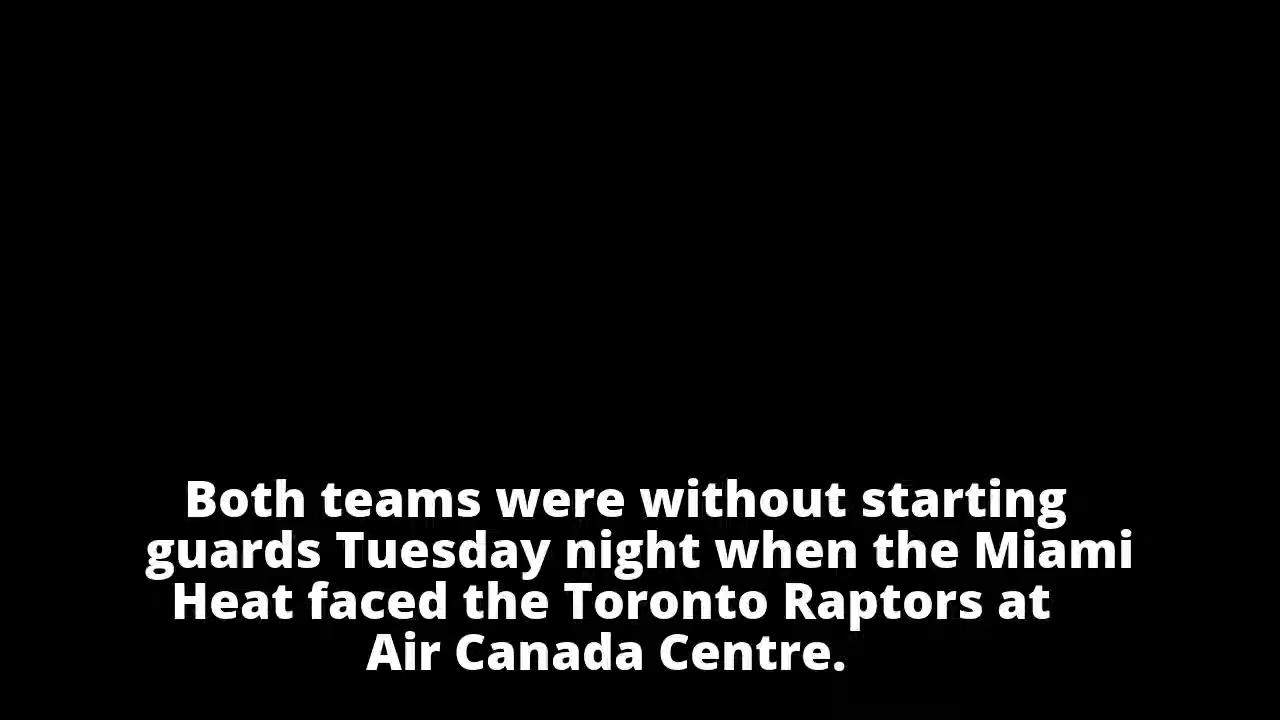 Both teams were without starting
guards Tuesday night when the Miami
Heat faced the Toronto Raptors at
Air Canada Centre.